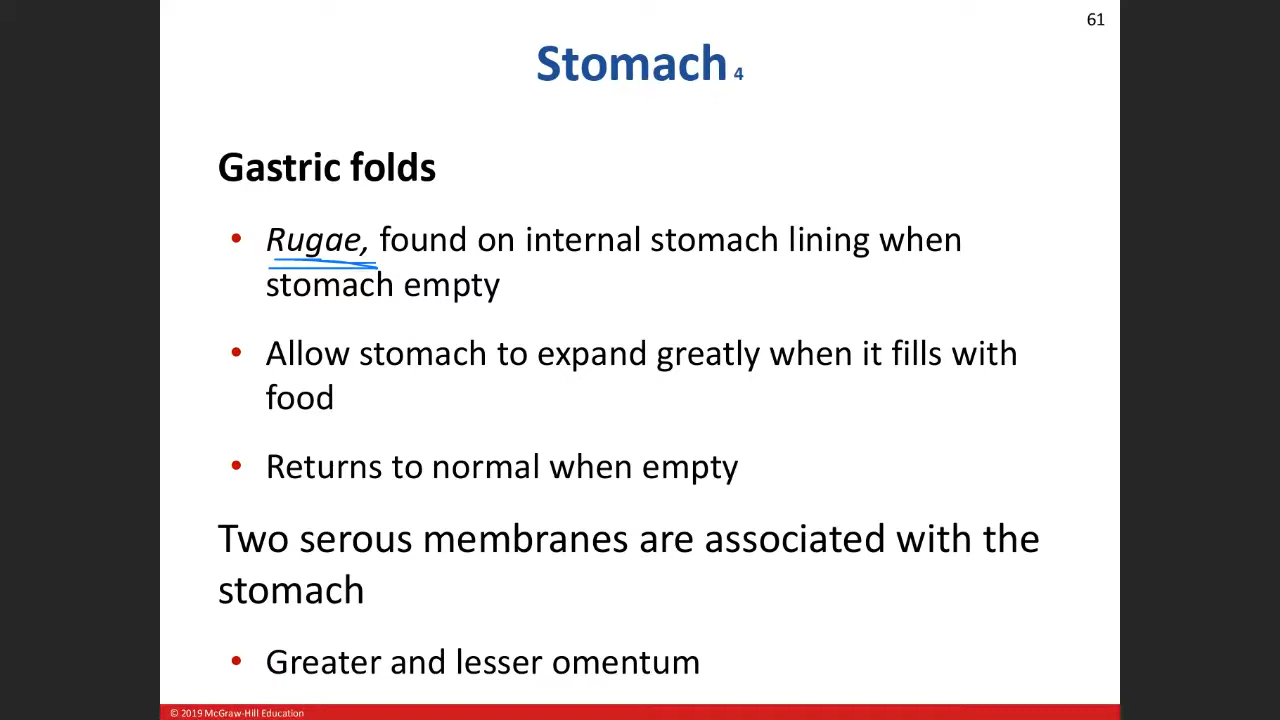 61
Stomach 4
Gastric folds
• Rugae, found on internal stomach lining when
stomach empty
• Allow stomach to expand greatly when it fills with
food
• Returns to normal when empty
Two serous membranes are associated with the
stomach
• Greater and lesser omentum
© 2019 McGraw-Hill Education